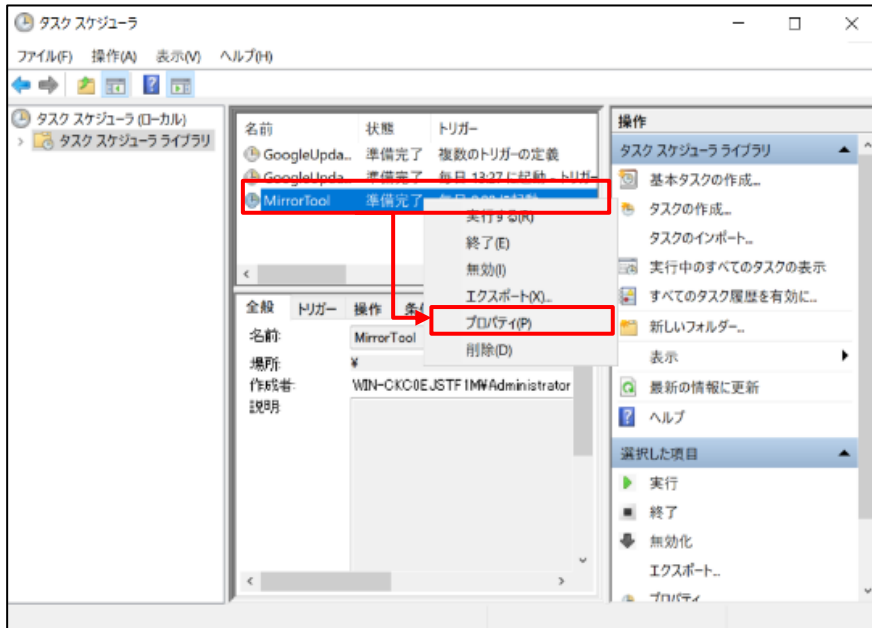 タスク スケジューラ
ファイル(F) 操作(A) 表示(V) ヘルプ(H)
タスク スケジューラ (ローカル)
タスク スケジューラ ライブラリ
名前 状態 トリガー
GoogleUpda... 準備完了 複数のトリガーの定義
GoogleUpda... 準備完了 毎日 13:27 に起動 - トリガー
MirrorTool 準備完了 毎日
実行する(R)
終了(E)
無効(I)
エクスポート(X)...
プロパティ(P)
削除(D)
全般 トリガー 操作
名前: MirrorTool
場所: ¥
作成者: WIN-CKC0EJSTF1M¥Administrator
説明:
操作
タスク スケジューラ ライブラリ
基本タスクの作成...
タスクの作成...
タスクのインポート...
実行中のすべてのタスクの表示
すべてのタスク履歴を有効に...
新しいフォルダー...
表示
最新の情報に更新
ヘルプ
選択した項目
実行
終了
無効化
エクスポート...
プロパティ